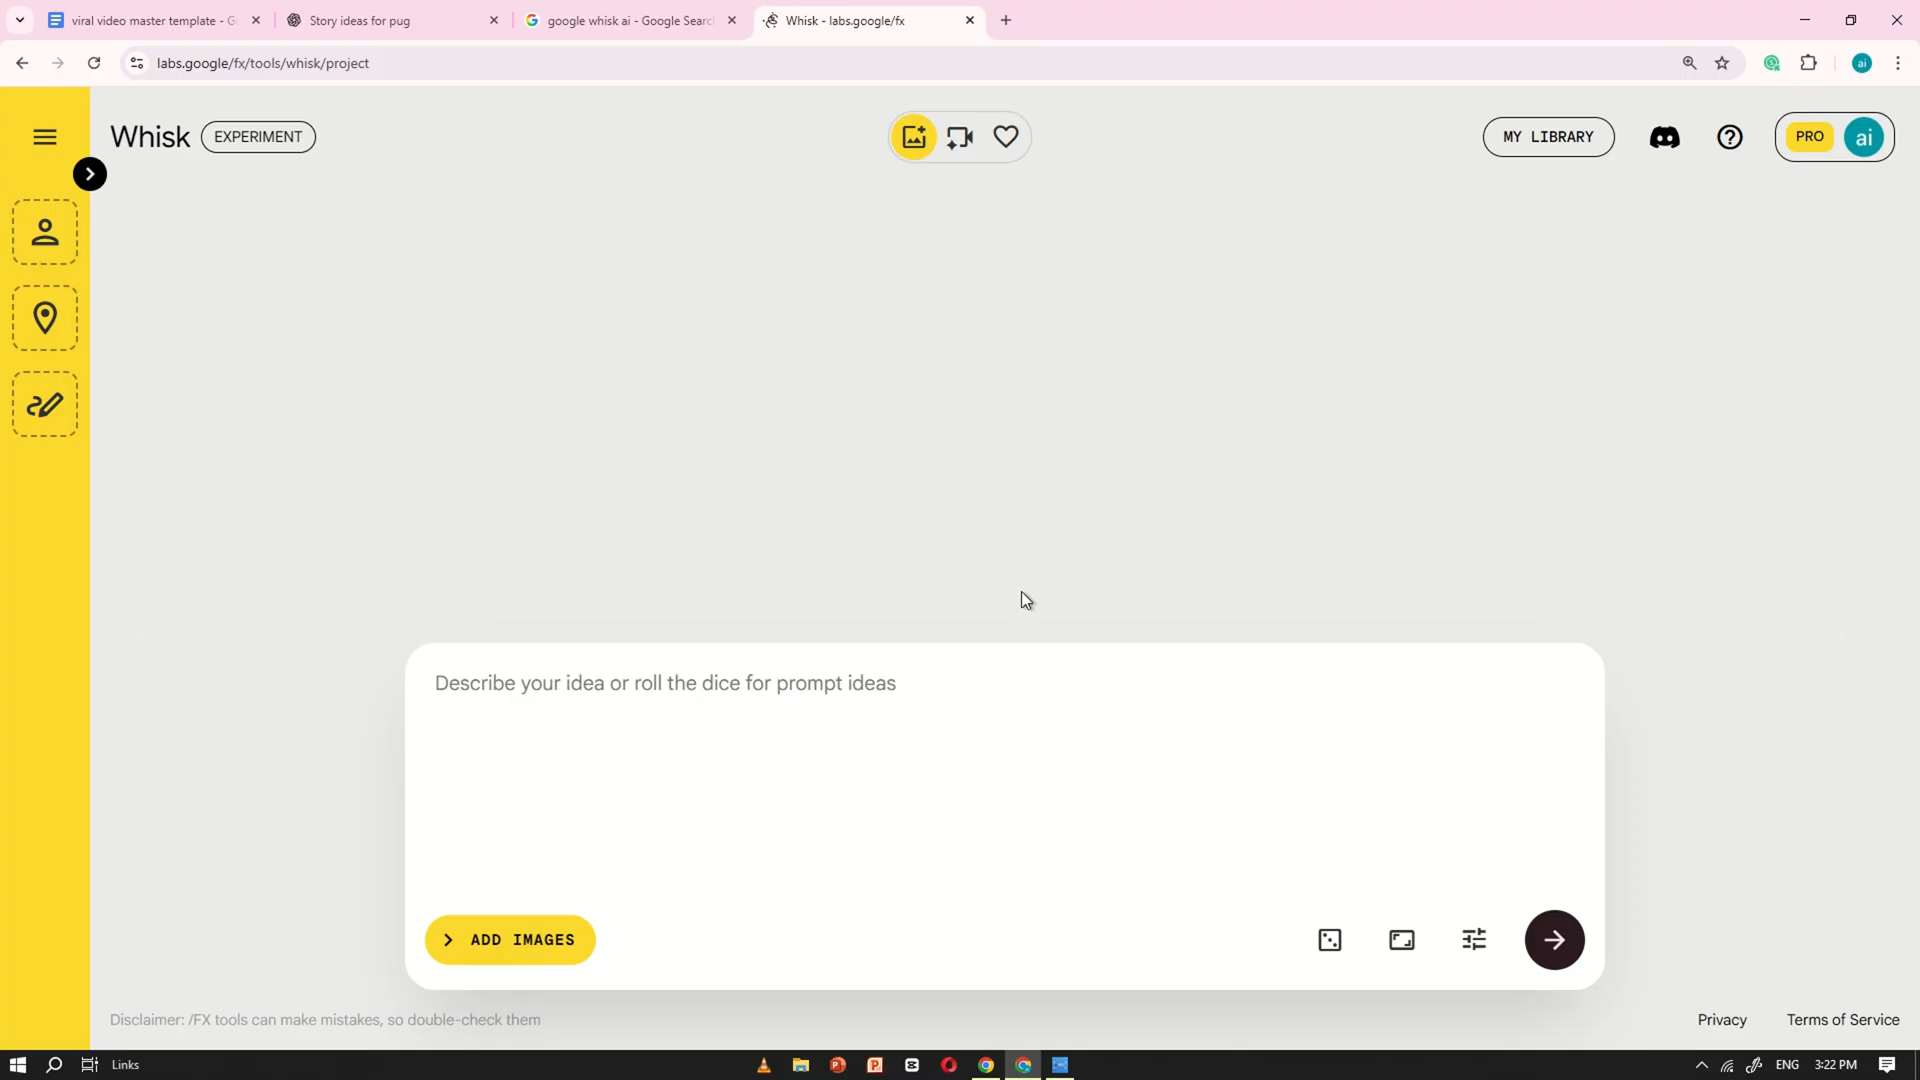 viral video master template - G
Story ideas for pug
google whisk ai - Google Searc
Whisk - labs.google/fx
labs.google/fx/tools/whisk/project
ai
Whisk
EXPERIMENT
MY LIBRARY
PRO
ai
Describe your idea or roll the dice for prompt ideas
ADD IMAGES
Disclaimer: /FX tools can make mistakes, so double-check them
Privacy
Terms of Service
Links
ENG
3:22 PM